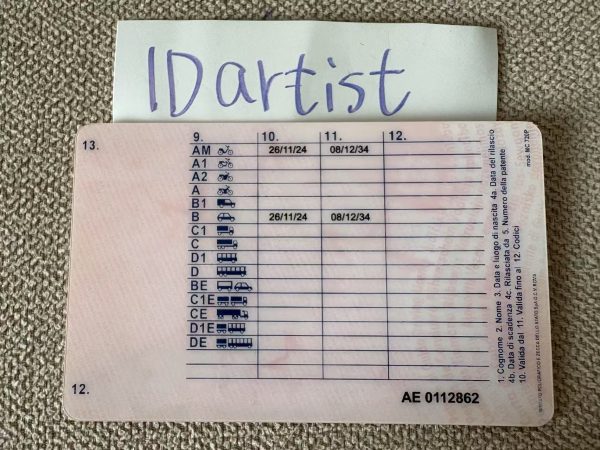 IDartist
13.
9. 10. 11. 12.
AM 26/11/24 08/12/34
A1
A2
A
B1
B 26/11/24 08/12/34
C1
C
D1
D
BE
C1E
CE
D1E
DE
12.
AE 0112862
1. Cognome 2. Nome 3. Data e luogo di nascita 4a. Data del rilascio
4b. Data di scadenza 4c. Rilasciata da 5. Numero della patente
10. Valida dal 11. Valida fino al 12. Codici
mod. MC 720P